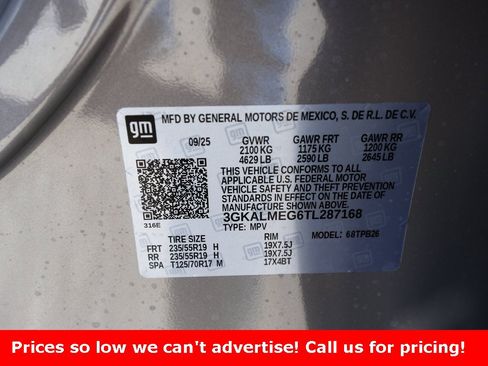 gm
MFD BY GENERAL MOTORS DE MEXICO, S. DE R.L. DE C.V.
09/25 GVWR GAWR FRT GAWR RR
2100 KG 1175 KG 1200 KG
4629 LB 2590 LB 2645 LB
THIS VEHICLE CONFORMS TO ALL
APPLICABLE U.S. FEDERAL MOTOR
VEHICLE SAFETY AND THEFT PREVENTION
STANDARDS IN EFFECT ON THE DATE OF
MANUFACTURE SHOWN ABOVE.
3GKALMEG6TL287168
316E TYPE: MPV MODEL: 68TPB26
TIRE SIZE RIM
FRT 235/55R19 H 19X7.5J
RR 235/55R19 H 19X7.5J
SPA T125/70R17 M 17X4BT
Prices so low we can't advertise! Call us for pricing!